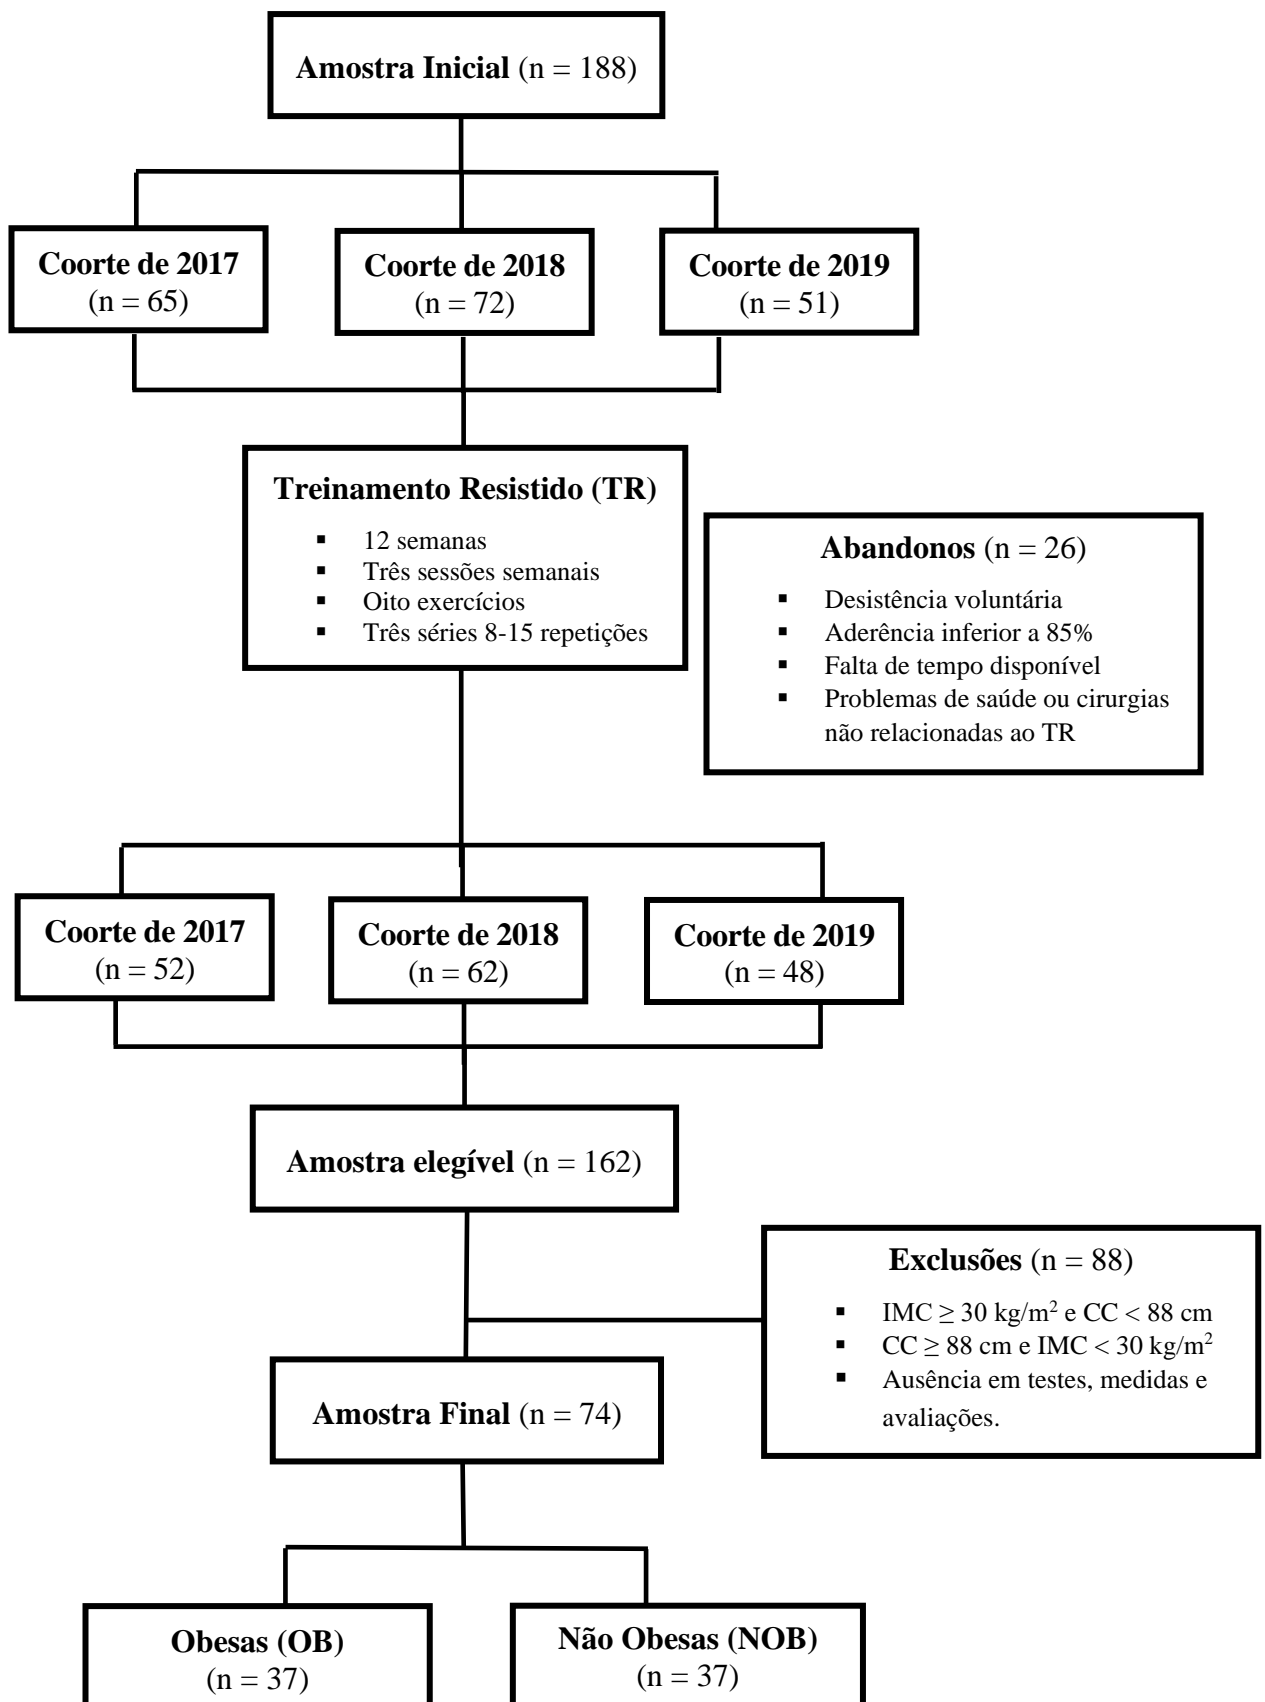 Amostra Inicial (n = 188)
Coorte de 2017
(n = 65)
Coorte de 2018
(n = 72)
Coorte de 2019
(n = 51)
Treinamento Resistido (TR)
▪ 12 semanas
▪ Três sessões semanais
▪ Oito exercícios
▪ Três séries 8-15 repetições
Abandonos (n = 26)
▪ Desistência voluntária
▪ Aderência inferior a 85%
▪ Falta de tempo disponível
▪ Problemas de saúde ou cirurgias
não relacionadas ao TR
Coorte de 2017
(n = 52)
Coorte de 2018
(n = 62)
Coorte de 2019
(n = 48)
Amostra elegível (n = 162)
Exclusões (n = 88)
▪ IMC ≥ 30 kg/m² e CC < 88 cm
▪ CC ≥ 88 cm e IMC < 30 kg/m²
▪ Ausência em testes, medidas e
avaliações.
Amostra Final (n = 74)
Obesas (OB)
(n = 37)
Não Obesas (NOB)
(n = 37)